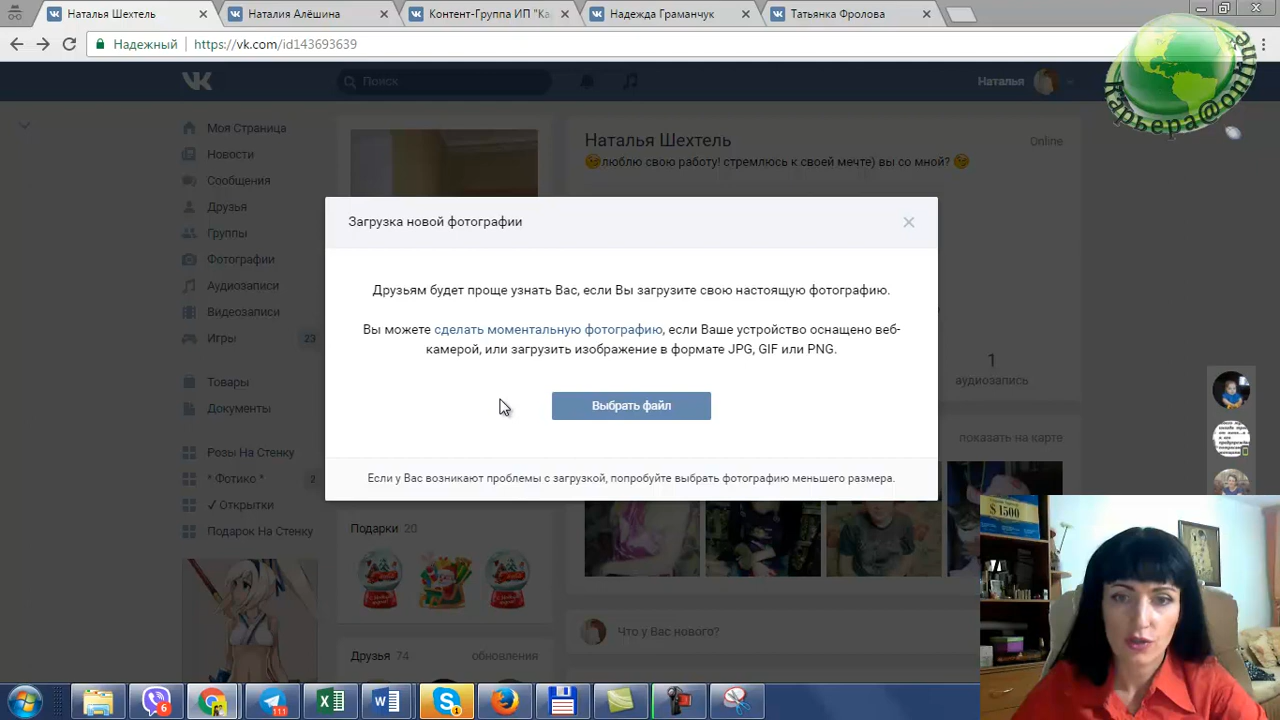 Наталья Шехтель
Наталия Алёшина
Контент-Группа ИП "Ка
Надежда Граманчук
Татьянка Фролова
Надежный
https://vk.com/id143693639
Поиск
Наталья
карьера@online
Моя Страница
Новости
Сообщения
Друзья
Группы
Фотографии
Аудиозаписи
Видеозаписи
Игры 23
Товары
Документы
Розы На Стенку
* Фотико * 2
✓ Открытки
Подарок На Стенку
Наталья Шехтель
Online
😉люблю свою работу! стремлюсь к своей мечте) вы со мной? 😉
Загрузка новой фотографии
Друзьям будет проще узнать Вас, если Вы загрузите свою настоящую фотографию.
Вы можете сделать моментальную фотографию, если Ваше устройство оснащено веб-
камерой, или загрузить изображение в формате JPG, GIF или PNG.
Выбрать файл
Если у Вас возникают проблемы с загрузкой, попробуйте выбрать фотографию меньшего размера.
1
аудиозапись
показать на карте
Подарки 20
Что у Вас нового?
Друзья 74
обновления
$ 1500
6
111
1